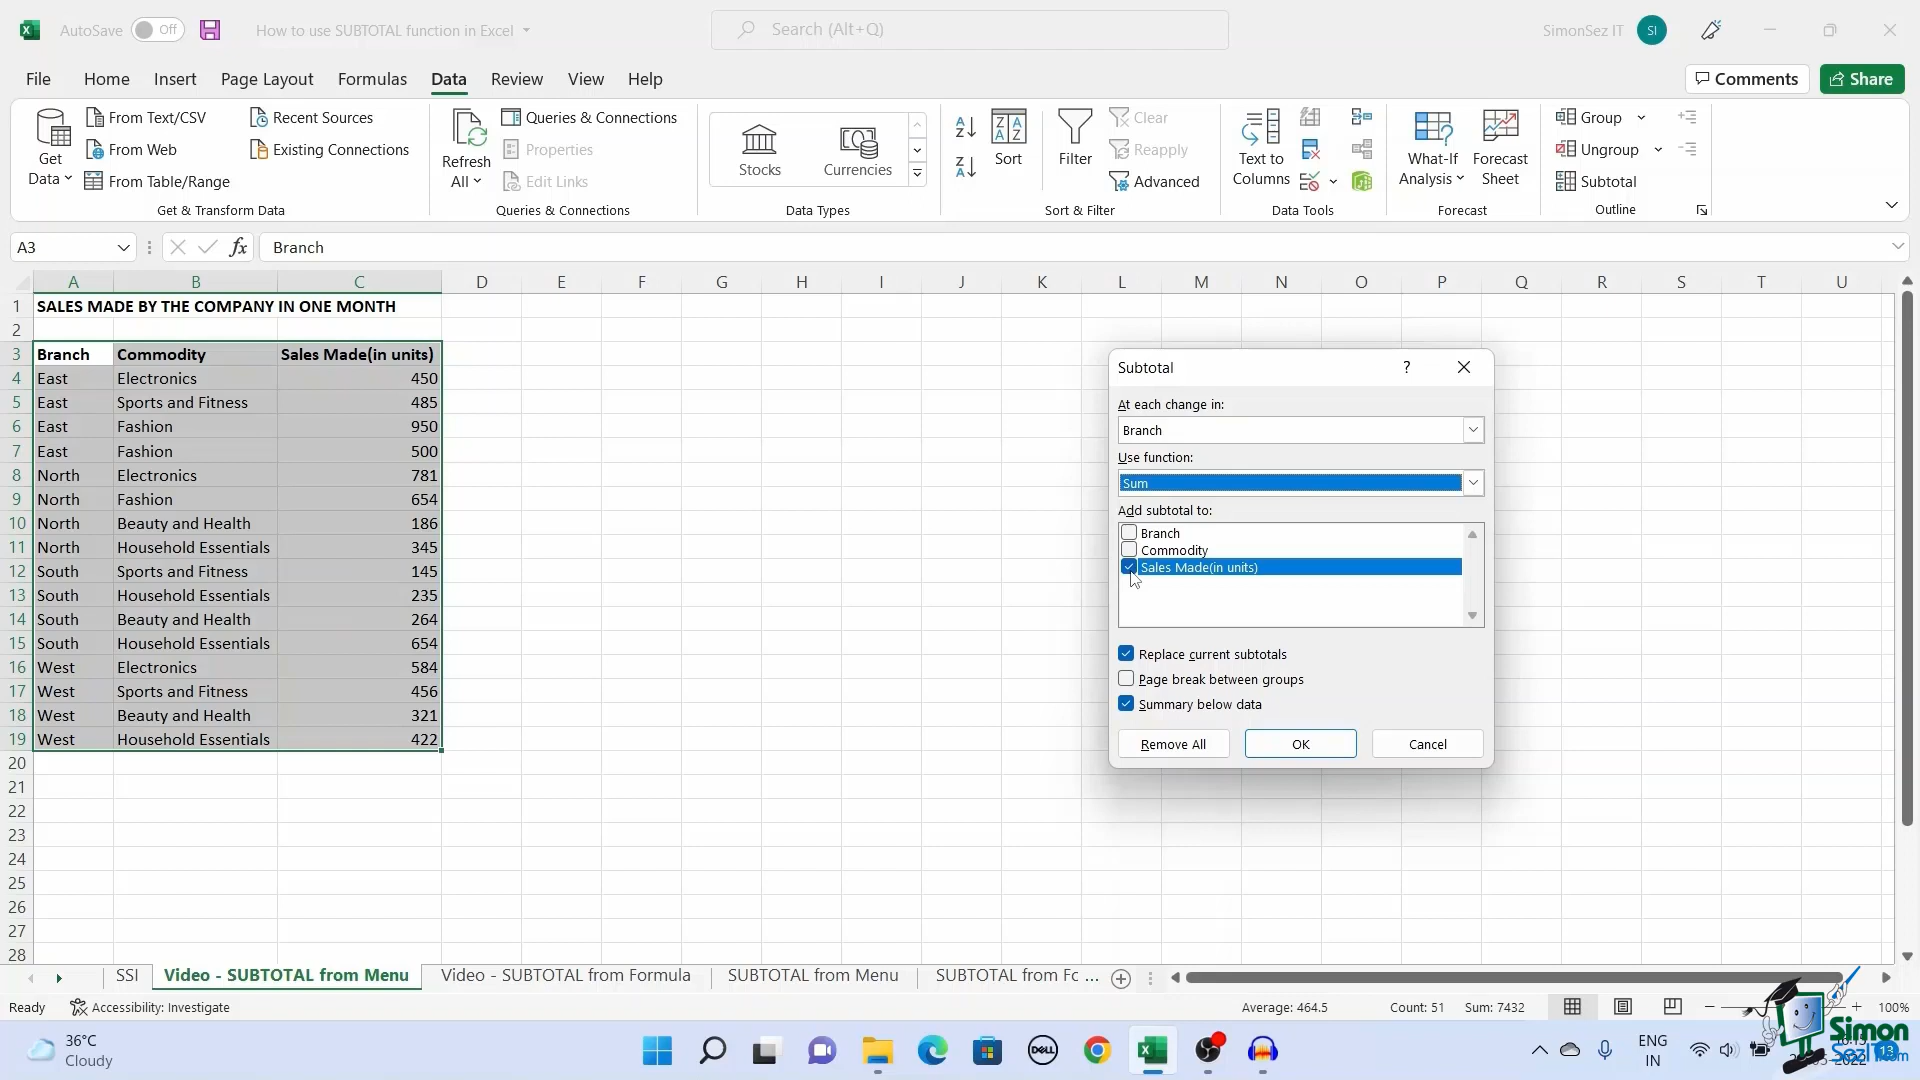 AutoSave Off How to use SUBTOTAL function in Excel Search (Alt+Q) SimonSez IT SI
File Home Insert Page Layout Formulas Data Review View Help Comments Share
Get Data From Text/CSV From Web From Table/Range Recent Sources Existing Connections
Refresh All Queries & Connections Properties Edit Links
Stocks Currencies
Sort Filter Clear Reapply Advanced
Text to Columns
What-If Analysis Forecast Sheet
Group Ungroup Subtotal
Get & Transform Data Queries & Connections Data Types Sort & Filter Data Tools Forecast Outline
A3 fx Branch
A B C D E F G H I J K L M N O P Q R S T U
1 SALES MADE BY THE COMPANY IN ONE MONTH
2
3 Branch Commodity Sales Made(in units)
4 East Electronics 450
5 East Sports and Fitness 485
6 East Fashion 950
7 East Fashion 500
8 North Electronics 781
9 North Fashion 654
10 North Beauty and Health 186
11 North Household Essentials 345
12 South Sports and Fitness 145
13 South Household Essentials 235
14 South Beauty and Health 264
15 South Household Essentials 654
16 West Electronics 584
17 West Sports and Fitness 456
18 West Beauty and Health 321
19 West Household Essentials 422
20
21
22
23
24
25
26
27
28
Subtotal ?
At each change in:
Branch
Use function:
Sum
Add subtotal to:
Branch
Commodity
Sales Made(in units)
Replace current subtotals
Page break between groups
Summary below data
Remove All OK Cancel
SSI Video - SUBTOTAL from Menu Video - SUBTOTAL from Formula SUBTOTAL from Menu SUBTOTAL from Fc ...
Ready Accessibility: Investigate Average: 464.5 Count: 51 Sum: 7432 100%
36°C
Cloudy
DELL
ENG
IN
Simon